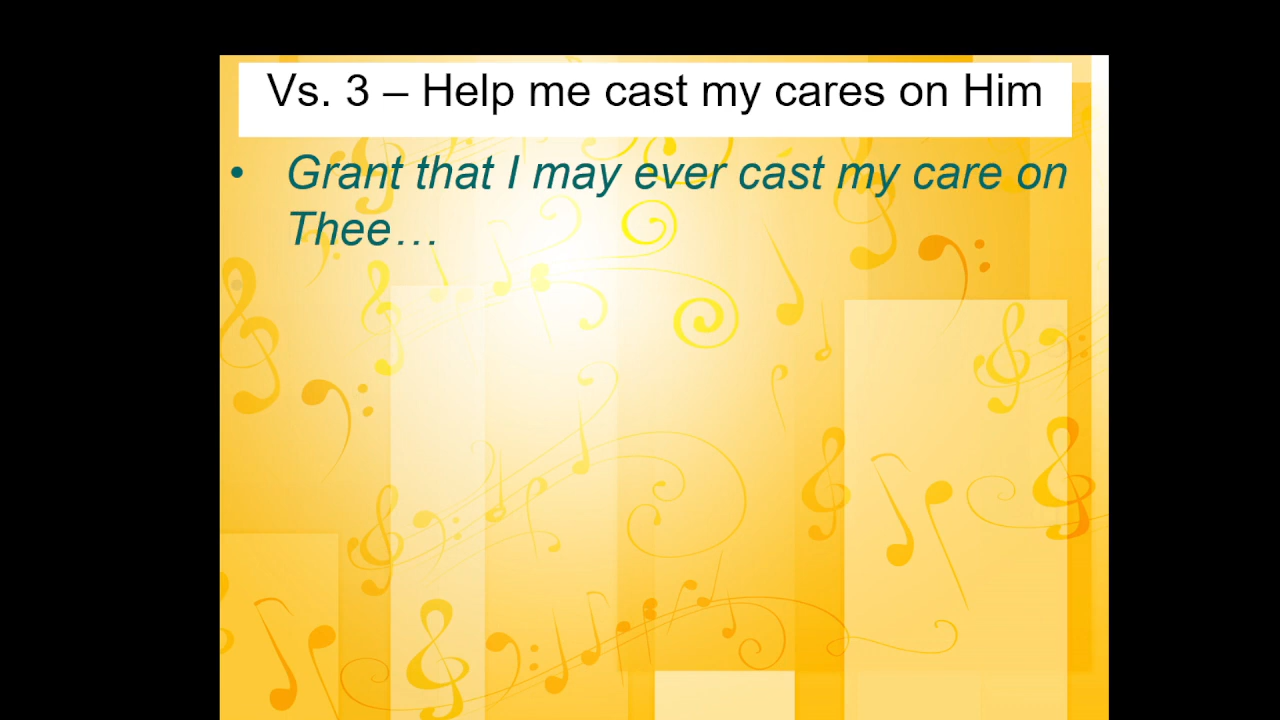 Vs. 3 – Help me cast my cares on Him
• Grant that I may ever cast my care on
Thee…